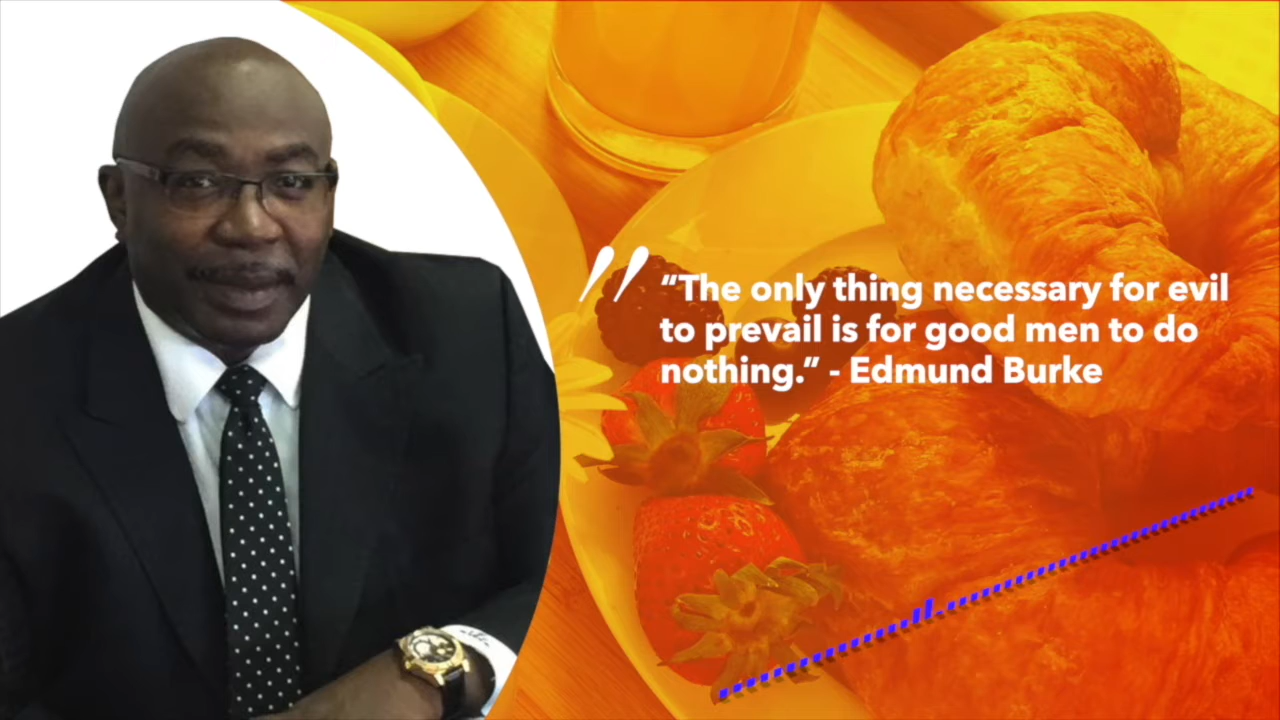 “The only thing necessary for evil
to prevail is for good men to do
nothing.” - Edmund Burke